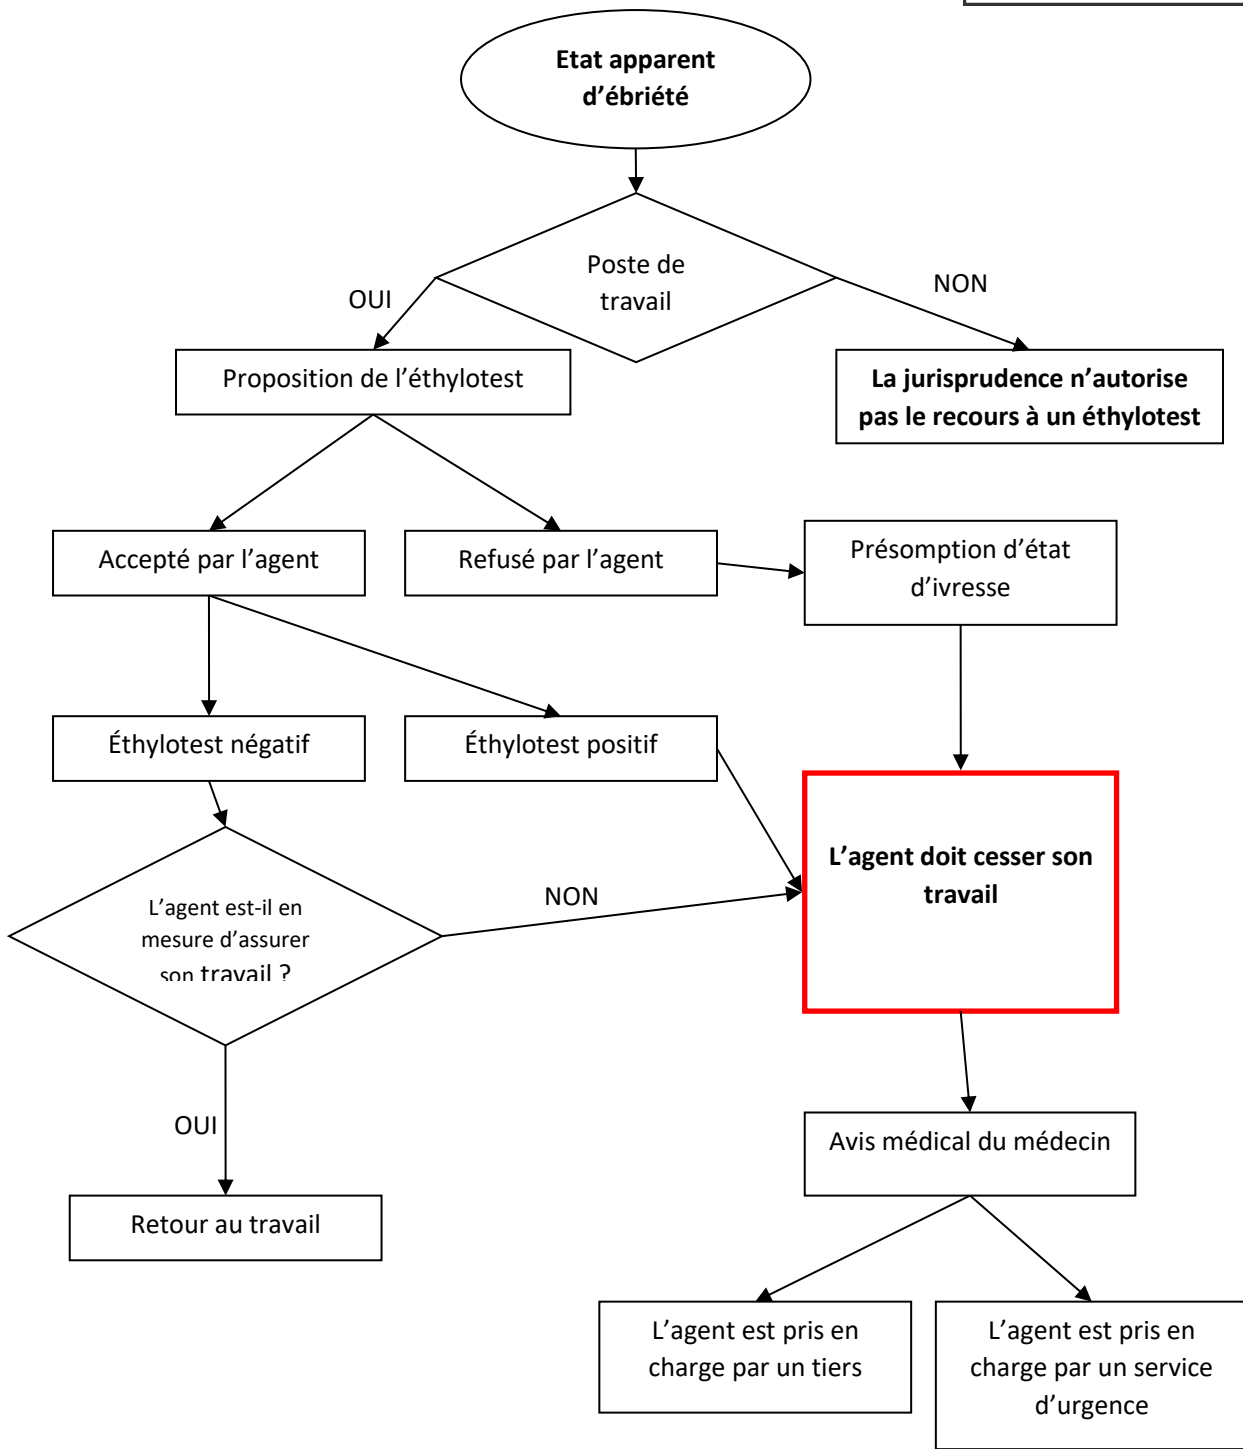 Etat apparent
d’ébriété
Poste de
travail
OUI
NON
Proposition de l’éthylotest
La jurisprudence n’autorise
pas le recours à un éthylotest
Accepté par l’agent
Refusé par l’agent
Présomption d’état
d’ivresse
Éthylotest négatif
Éthylotest positif
L’agent doit cesser son
travail
L’agent est-il en
mesure d’assurer
son travail ?
NON
OUI
Avis médical du médecin
Retour au travail
L’agent est pris en
charge par un tiers
L’agent est pris en
charge par un service
d’urgence